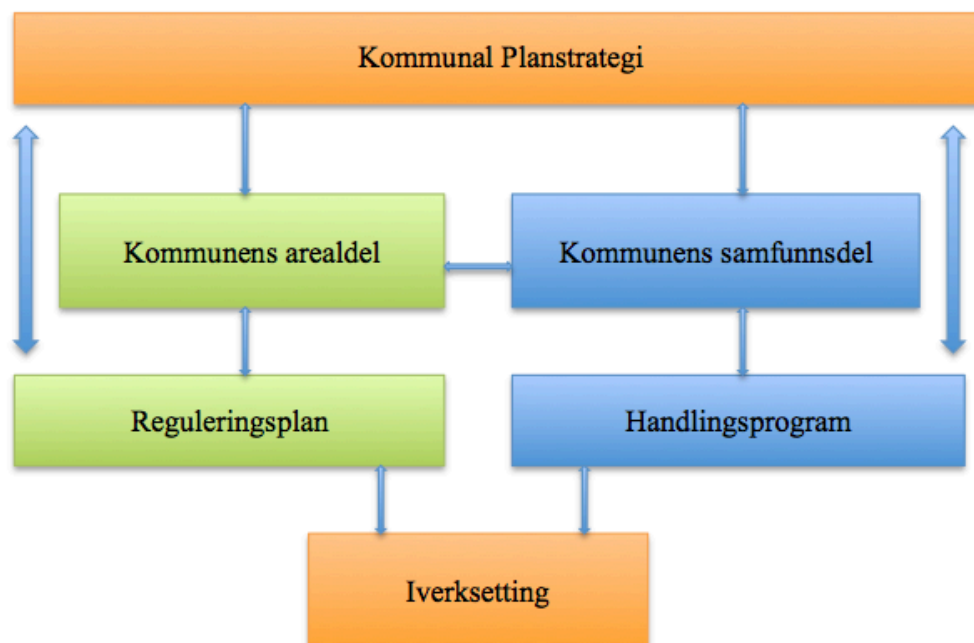 Kommunal Planstrategi
Kommunens arealdel
Kommunens samfunnsdel
Reguleringsplan
Handlingsprogram
Iverksetting